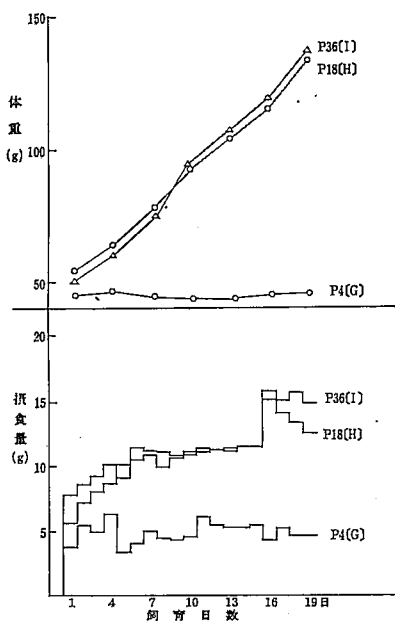 150
P36(I)
P18(H)
体
重
(g)
100
50
P4(G)
20
摂食量
(g)
15
P36(I)
P18(H)
10
5
P4(G)
1 4 7 10 13 16 19日
飼育日数